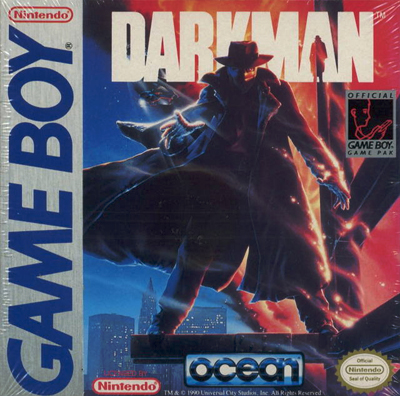 Nintendo®
GAME BOY®
DARKMAN
TM
OFFICIAL
GAME BOY
GAME PAK
LICENSED BY
Nintendo
ocean
Official
Nintendo
Seal of Quality
TM & © 1990 Universal City Studios, Inc. All Rights Reserved